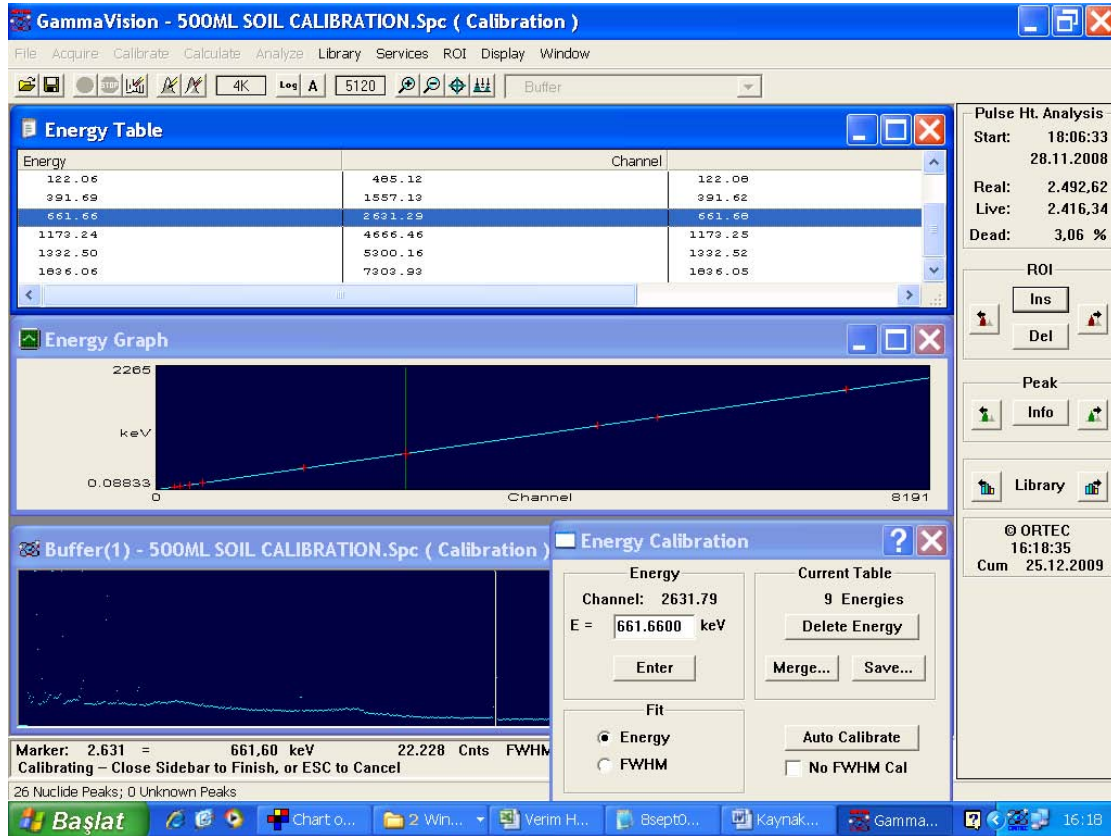 GammaVision - 500ML SOIL CALIBRATION.Spc ( Calibration )
File Acquire Calibrate Calculate Analyze Library Services ROI Display Window
STOP 4K Log A 5120 Buffer
Energy Table
Energy Channel
122.06 485.12 122.08
391.69 1557.13 391.62
661.66 2631.29 661.68
1173.24 4666.46 1173.25
1332.50 5300.16 1332.52
1836.06 7303.93 1836.05
Energy Graph
2265
keV
0.08833
0 Channel 8191
Buffer(1) - 500ML SOIL CALIBRATION.Spc ( Calibration )
Marker: 2.631 = 661,60 keV 22.228 Cnts FWHM
Calibrating – Close Sidebar to Finish, or ESC to Cancel
26 Nuclide Peaks; 0 Unknown Peaks
Energy Calibration
Energy
Channel: 2631.79
E = 661.6600 keV
Enter
Fit
Energy
FWHM
Current Table
9 Energies
Delete Energy
Merge... Save...
Auto Calibrate
No FWHM Cal
Pulse Ht. Analysis
Start: 18:06:33
28.11.2008
Real: 2.492,62
Live: 2.416,34
Dead: 3,06 %
ROI
Ins
Del
Peak
Info
Library
© ORTEC
16:18:35
Cum 25.12.2009
Başlat Chart o... 2 Win... Verim H... 8sept0... Kaynak... Gamma... 16:18